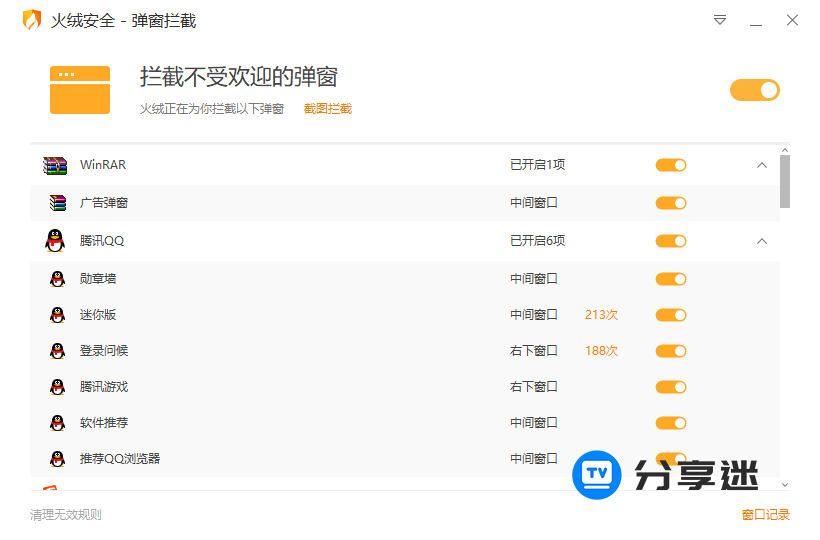 火绒安全 - 弹窗拦截
拦截不受欢迎的弹窗
火绒正在为你拦截以下弹窗 截图拦截
WinRAR 已开启1项
广告弹窗 中间窗口
腾讯QQ 已开启6项
勋章墙 中间窗口
迷你版 中间窗口 213次
登录问候 右下窗口 188次
腾讯游戏 右下窗口
软件推荐 中间窗口
推荐QQ浏览器 中间窗口
TV 分享迷
清理无效规则 窗口记录